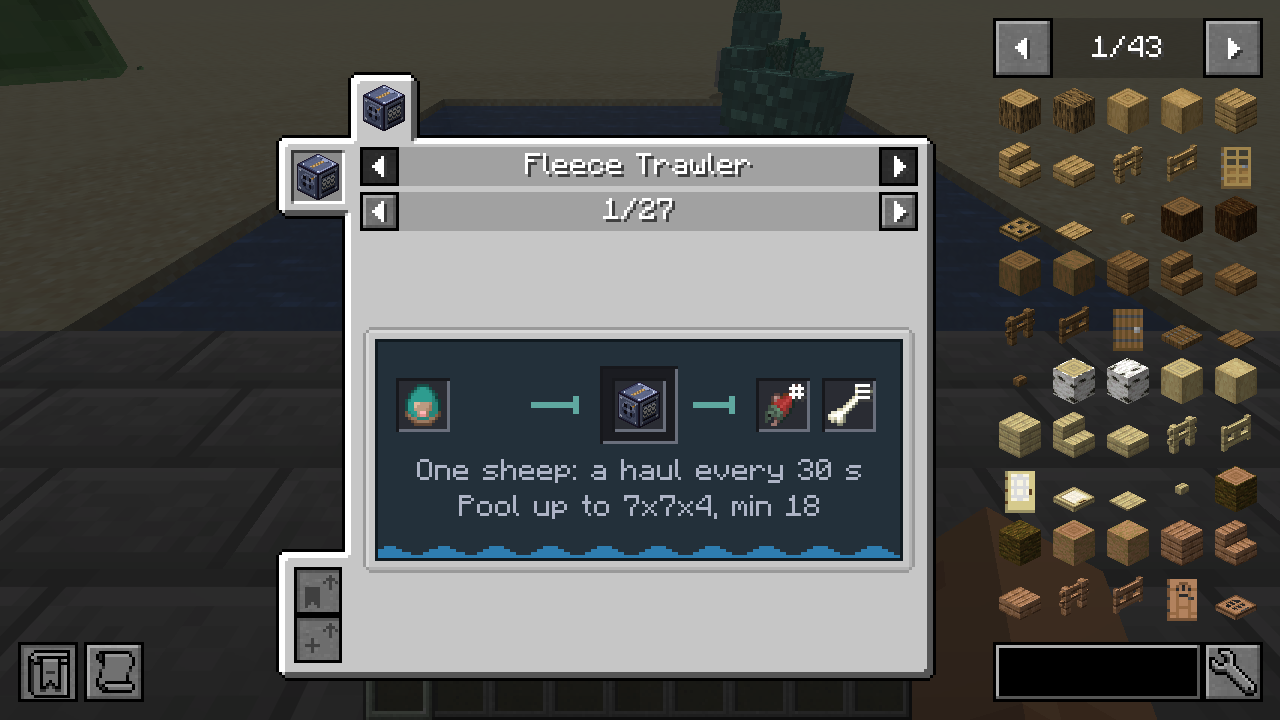 1/43
Fleece Trawler
1/27
#
One sheep: a haul every 30 s
Pool up to 7x7x4, min 18